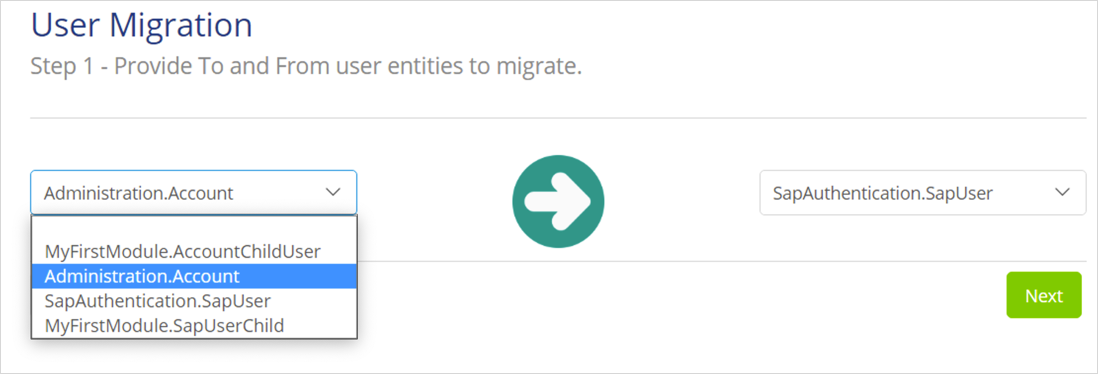 User Migration
Step 1 - Provide To and From user entities to migrate.
Administration.Account
SapAuthentication.SapUser
MyFirstModule.AccountChildUser
Administration.Account
SapAuthentication.SapUser
MyFirstModule.SapUserChild
Next